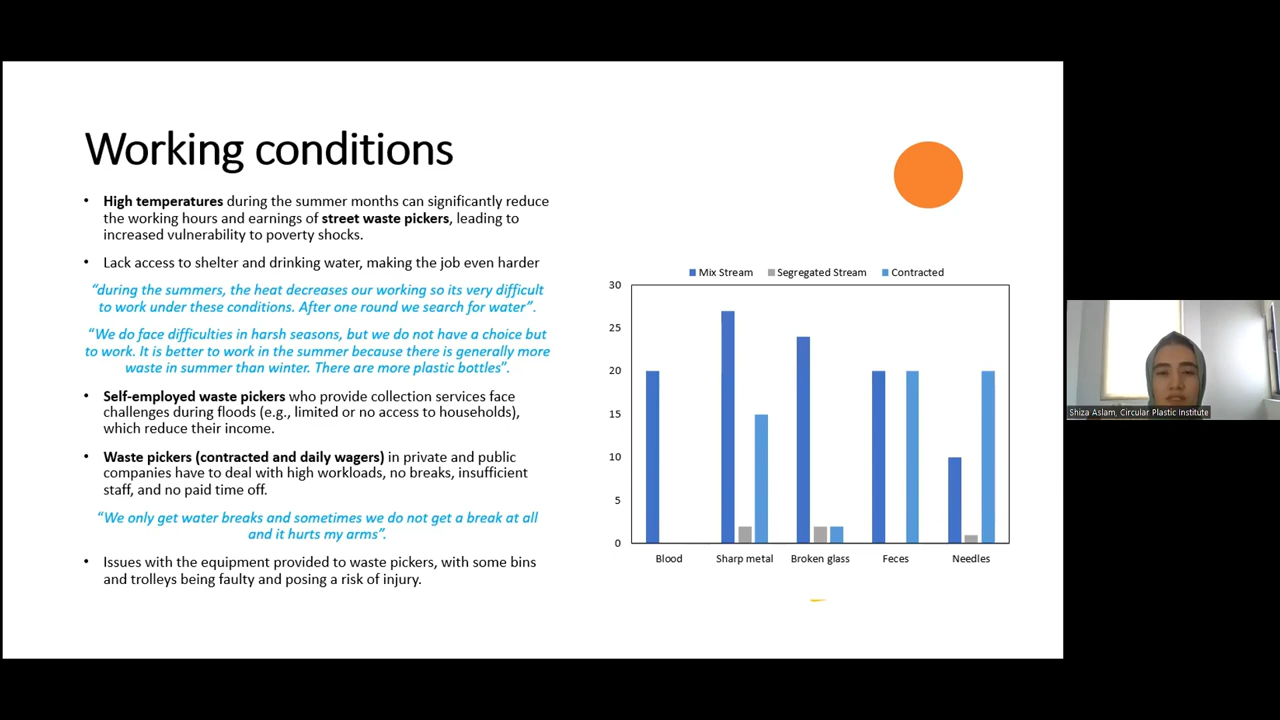 Working conditions
• High temperatures during the summer months can significantly reduce
the working hours and earnings of street waste pickers, leading to
increased vulnerability to poverty shocks.
• Lack access to shelter and drinking water, making the job even harder
“during the summers, the heat decreases our working so its very difficult
to work under these conditions. After one round we search for water”.
“We do face difficulties in harsh seasons, but we do not have a choice but
to work. It is better to work in the summer because there is generally more
waste in summer than winter. There are more plastic bottles”.
• Self-employed waste pickers who provide collection services face
challenges during floods (e.g., limited or no access to households),
which reduce their income.
• Waste pickers (contracted and daily wagers) in private and public
companies have to deal with high workloads, no breaks, insufficient
staff, and no paid time off.
“We only get water breaks and sometimes we do not get a break at all
and it hurts my arms”.
• Issues with the equipment provided to waste pickers, with some bins
and trolleys being faulty and posing a risk of injury.
Mix Stream Segregated Stream Contracted
30
25
20
15
10
5
0
Blood Sharp metal Broken glass Feces Needles
Shiza Aslam, Circular Plastic Institute